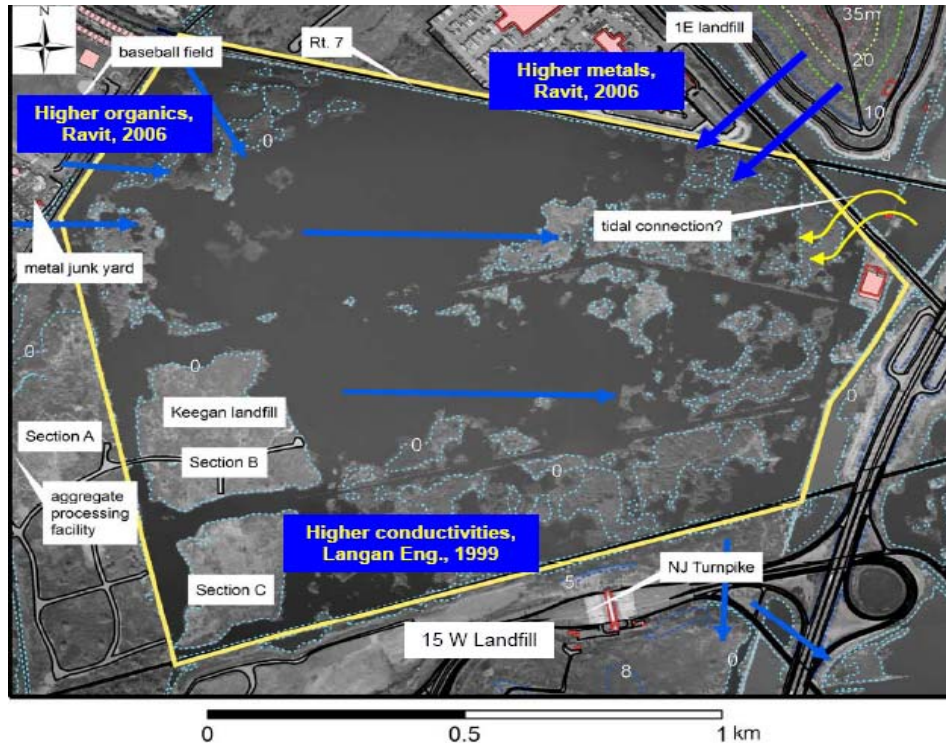 N
baseball field
Rt. 7
1E landfill
35m
20
10
0
Higher metals,
Ravit, 2006
Higher organics,
Ravit, 2006
0
tidal connection?
metal junk yard
0
0
0
Keegan landfill
Section A
Section B
0
0
aggregate
processing
facility
Higher conductivities,
Langan Eng., 1999
NJ Turnpike
5
Section C
15 W Landfill
8
0
0
0.5
1 km